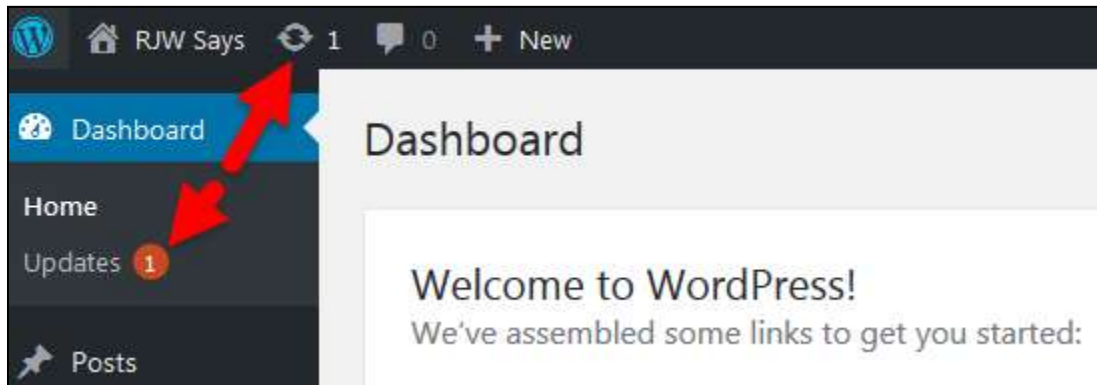 RJW Says 1 0 + New
Dashboard
Dashboard
Home
Updates 1
Welcome to WordPress!
We've assembled some links to get you started:
Posts